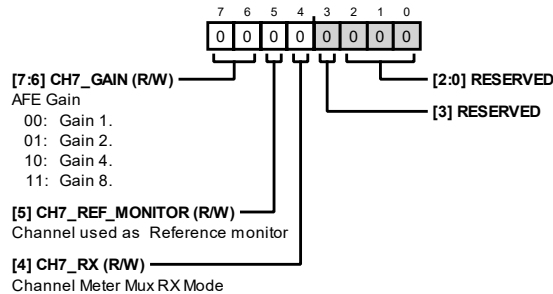 7 6 5 4 3 2 1 0
0 0 0 0 0 0 0 0
[7:6] CH7_GAIN (R/W)
AFE Gain
00: Gain 1.
01: Gain 2.
10: Gain 4.
11: Gain 8.
[5] CH7_REF_MONITOR (R/W)
Channel used as Reference monitor
[4] CH7_RX (R/W)
Channel Meter Mux RX Mode
[2:0] RESERVED
[3] RESERVED